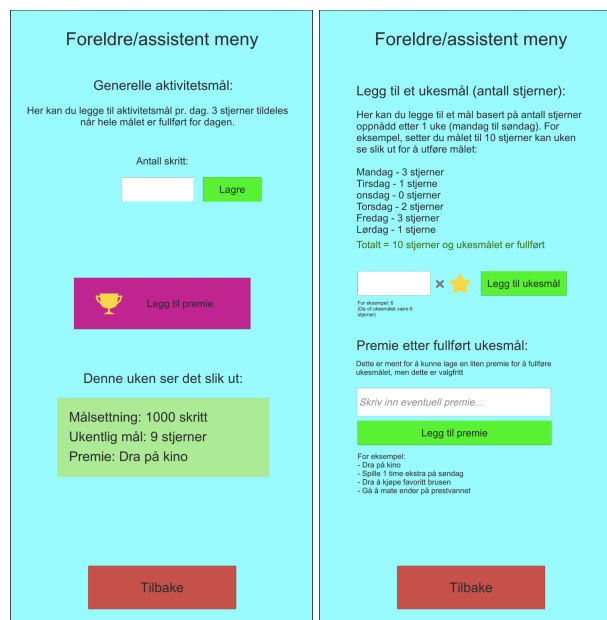 Foreldre/assistent meny
Generelle aktivitetsmål:
Her kan du legge til aktivitetsmål pr. dag. 3 stjerner tildeles
når hele målet er fullført for dagen.
Antall skritt:
Lagre
Legg til premie
Denne uken ser det slik ut:
Målsettning: 1000 skritt
Ukentlig mål: 9 stjerner
Premie: Dra på kino
Tilbake
Foreldre/assistent meny
Legg til et ukesmål (antall stjerner):
Her kan du legge til et mål basert på antall stjerner
oppnådd etter 1 uke (mandag til søndag). For
eksempel, setter du målet til 10 stjerner kan uken
se slik ut for å utføre målet:
Mandag - 3 stjerner
Tirsdag - 1 stjerne
onsdag - 0 stjerner
Torsdag - 2 stjerner
Fredag - 3 stjerner
Lørdag - 1 stjerne
Totalt = 10 stjerner og ukesmålet er fullført
Legg til ukesmål
For eksempel: 6
(Da vil ukesmålet være 6
stjerner)
Premie etter fullført ukesmål:
Dette er ment for å kunne lage en liten premie for å fullføre
ukesmålet, men dette er valgfritt
Skriv inn eventuell premie...
Legg til premie
For eksempel:
- Dra på kino
- Spille 1 time ekstra på søndag
- Dra å kjøpe favoritt brusen
- Gå å mate ender på prestvannet
Tilbake